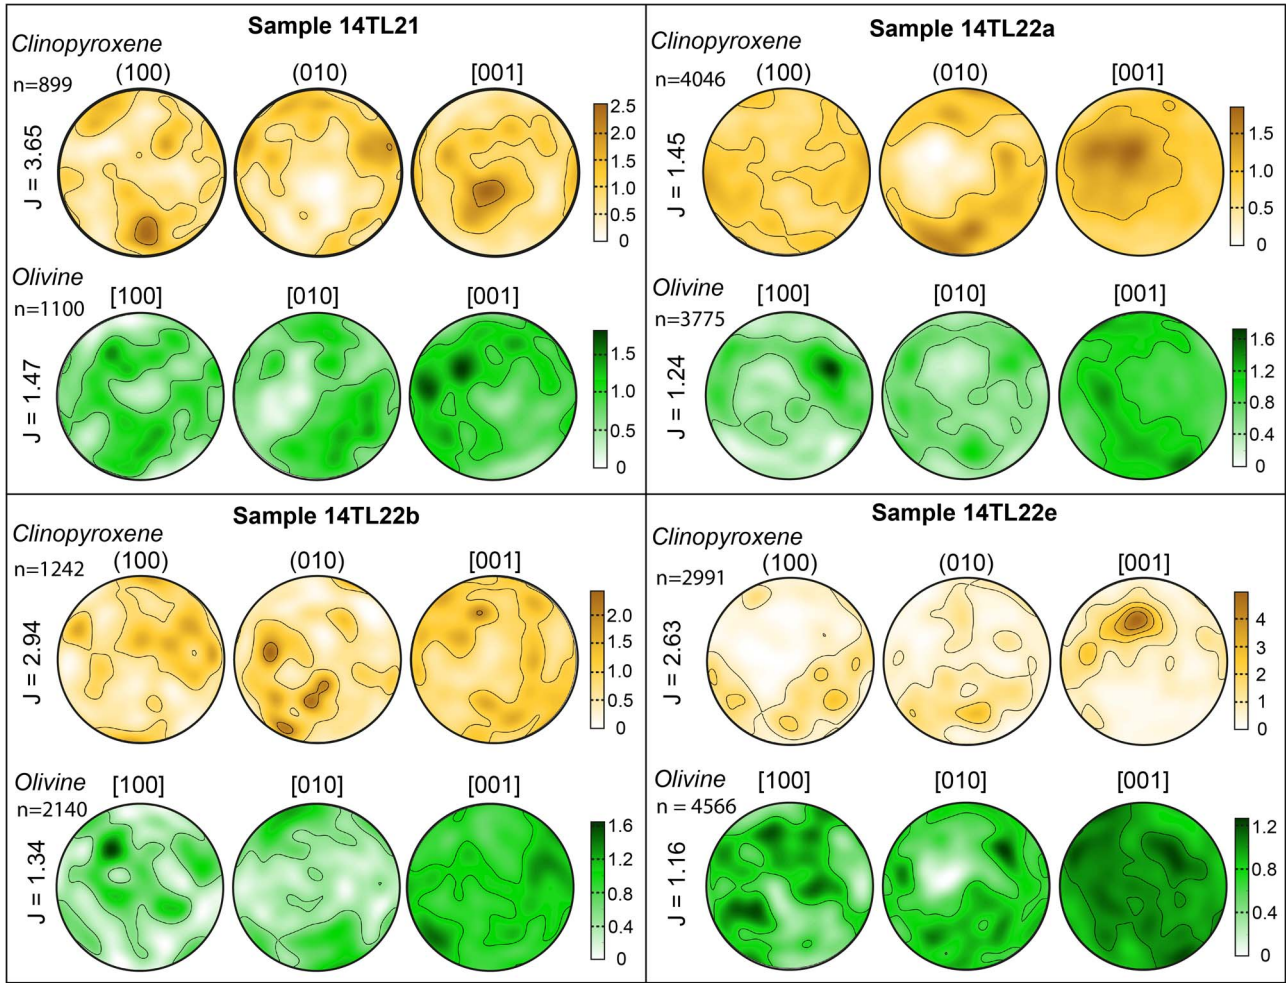 Sample 14TL21
Clinopyroxene
n=899
(100) (010) [001]
J = 3.65
2.5
2.0
1.5
1.0
0.5
0
Olivine
n=1100
[100] [010] [001]
J = 1.47
1.5
1.0
0.5
0
Sample 14TL22a
Clinopyroxene
n=4046
(100) (010) [001]
J = 1.45
1.5
1.0
0.5
0
Olivine
n=3775
[100] [010] [001]
J = 1.24
1.6
1.2
0.8
0.4
0
Sample 14TL22b
Clinopyroxene
n=1242
(100) (010) [001]
J = 2.94
2.0
1.5
1.0
0.5
0
Olivine
n=2140
[100] [010] [001]
J = 1.34
1.6
1.2
0.8
0.4
0
Sample 14TL22e
Clinopyroxene
n=2991
(100) (010) [001]
J = 2.63
4
3
2
1
0
Olivine
n = 4566
[100] [010] [001]
J = 1.16
1.2
0.8
0.4
0